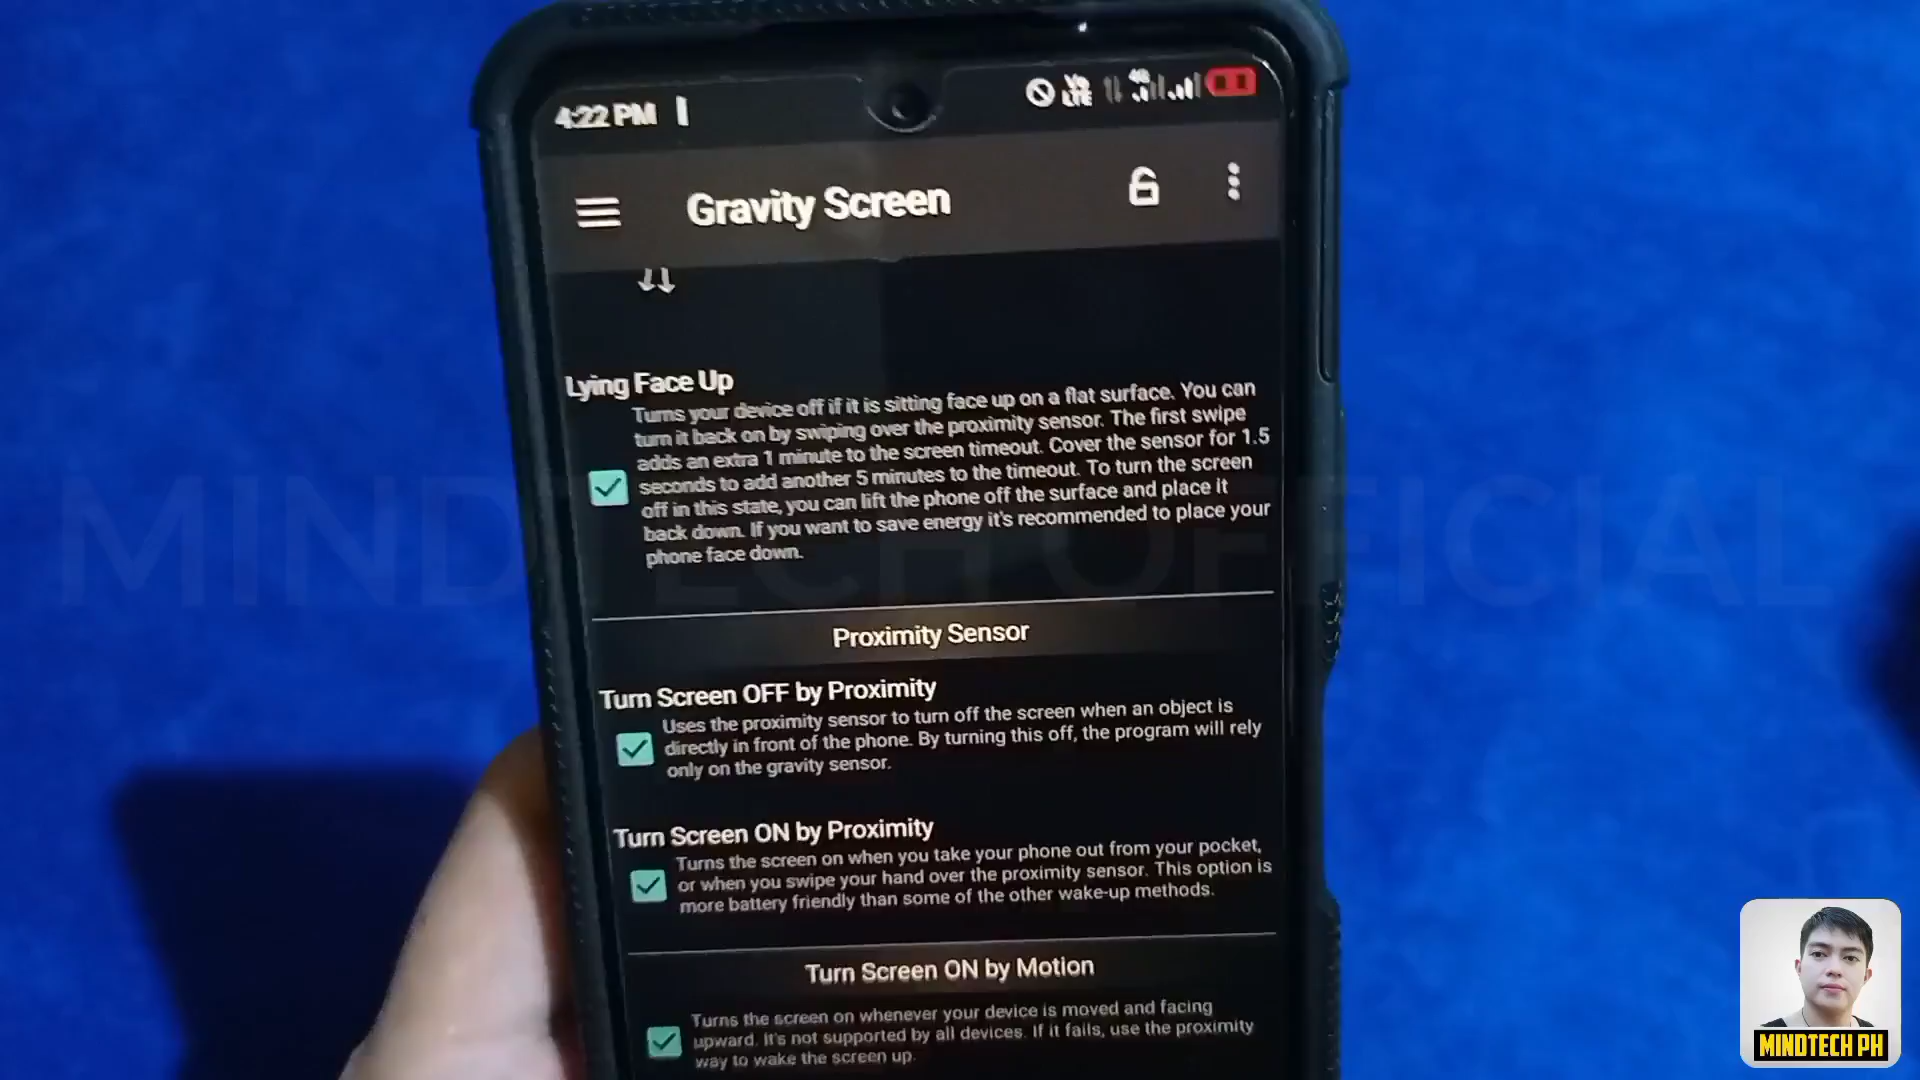 4:22 PM
Vo
LTE
4G
Gravity Screen
Lying Face Up
Turns your device off if it is sitting face up on a flat surface. You can
turn it back on by swiping over the proximity sensor. The first swipe
adds an extra 1 minute to the screen timeout. Cover the sensor for 1.5
seconds to add another 5 minutes to the timeout. To turn the screen
off in this state, you can lift the phone off the surface and place it
back down. If you want to save energy it's recommended to place your
phone face down.
MINDTECH OFFICIAL
Proximity Sensor
Turn Screen OFF by Proximity
Uses the proximity sensor to turn off the screen when an object is
directly in front of the phone. By turning this off, the program will rely
only on the gravity sensor.
Turn Screen ON by Proximity
Turns the screen on when you take your phone out from your pocket,
or when you swipe your hand over the proximity sensor. This option is
more battery friendly than some of the other wake-up methods.
Turn Screen ON by Motion
Turns the screen on whenever your device is moved and facing
upward. It's not supported by all devices. If it fails, use the proximity
way to wake the screen up.
MINDTECH PH